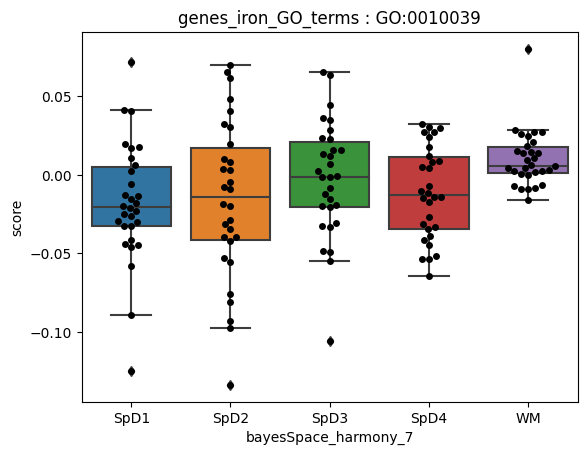 genes_iron_GO_terms : GO:0010039
score
0.05
0.00
−0.05
−0.10
SpD1 SpD2 SpD3 SpD4 WM
bayesSpace_harmony_7